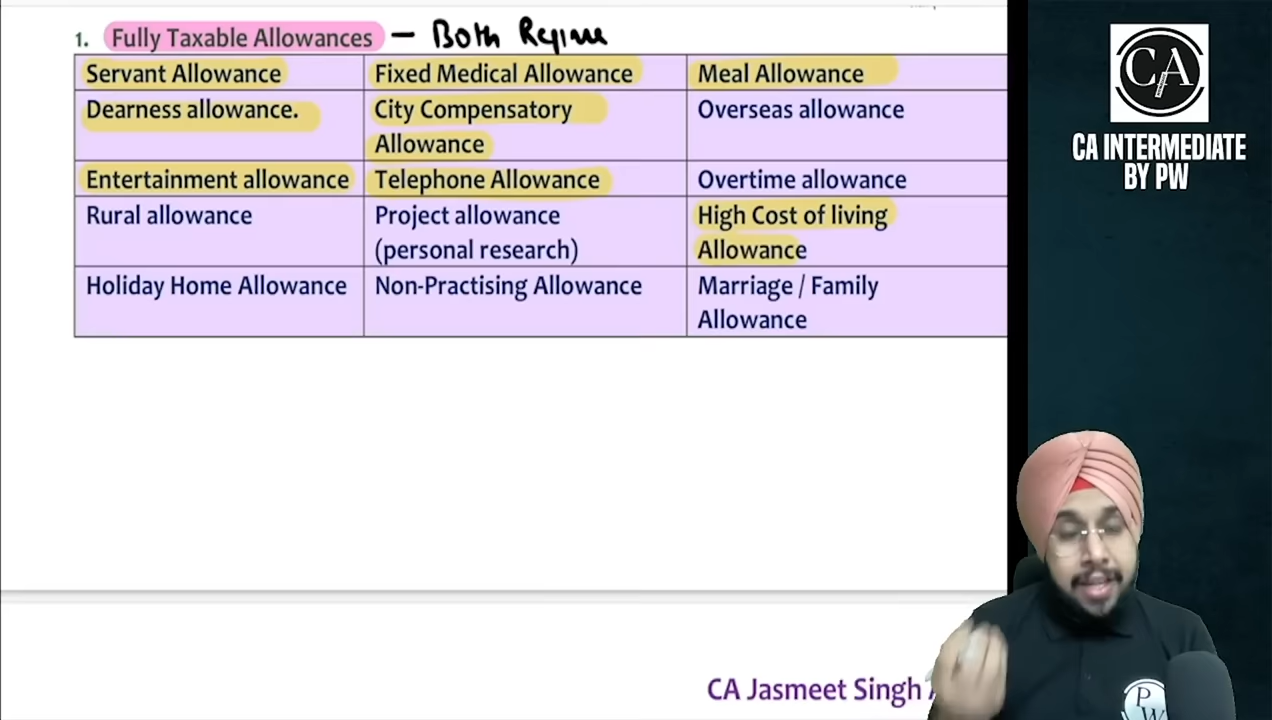 1. Fully Taxable Allowances — Both Regime
Servant Allowance
Fixed Medical Allowance
Meal Allowance
Dearness allowance.
City Compensatory
Allowance
Overseas allowance
Entertainment allowance
Telephone Allowance
Overtime allowance
Rural allowance
Project allowance
(personal research)
High Cost of living
Allowance
Holiday Home Allowance
Non-Practising Allowance
Marriage / Family
Allowance
CA
CA INTERMEDIATE
BY PW
CA Jasmeet Singh
PW